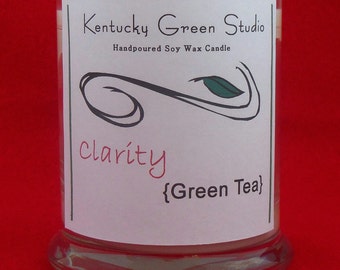 Kentucky Green Studio
Handpoured Soy Wax Candle
Clarity
{Green Tea}